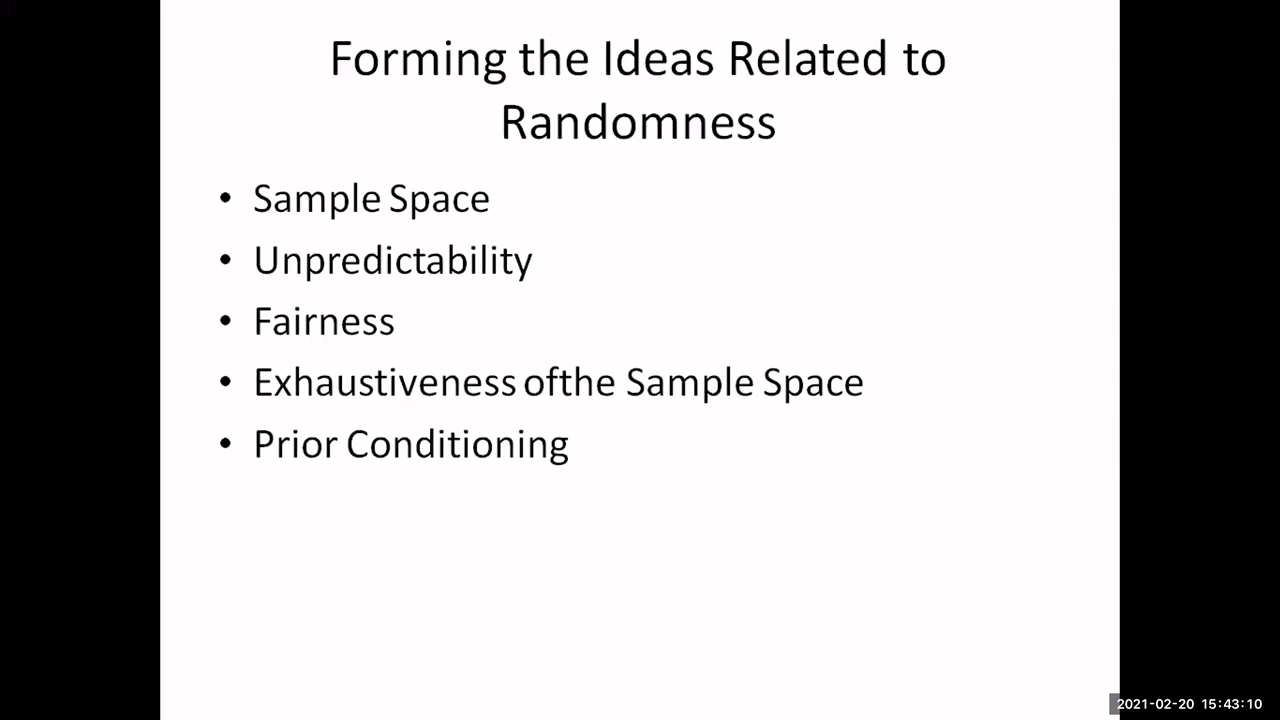 Forming the Ideas Related to
Randomness
• Sample Space
• Unpredictability
• Fairness
• Exhaustiveness ofthe Sample Space
• Prior Conditioning
2021-02-20 15:43:10